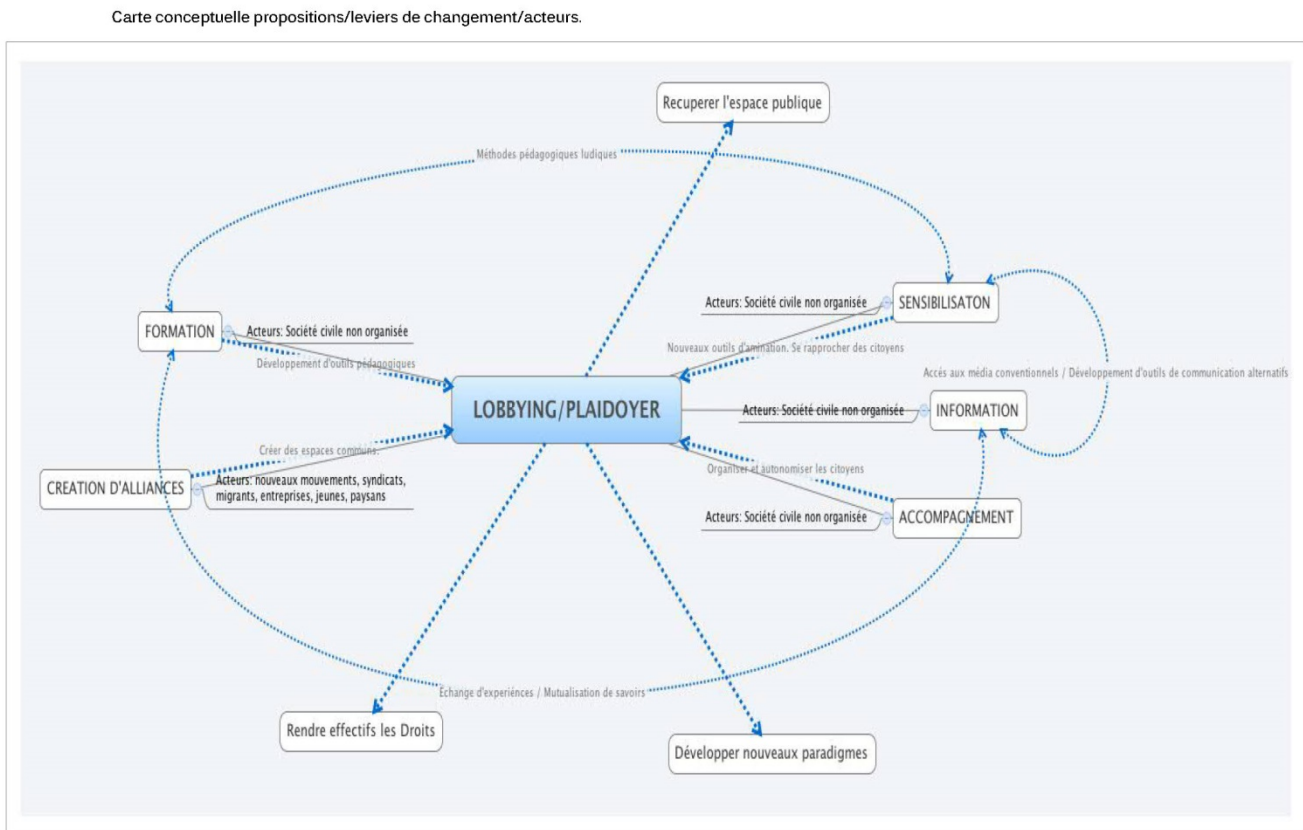 Carte conceptuelle propositions/leviers de changement/acteurs.
Recuperer l'espace publique
Méthodes pédagogiques ludiques
SENSIBILISATON
Acteurs: Société civile non organisée
FORMATION
Acteurs: Société civile non organisée
Nouveaux outils d'amination. Se rapprocher des citoyens
Développement d'outils pédagogiques
Accés aux média conventionnels / Développement d'outils de communication alternatifs
LOBBYING/PLAIDOYER
Acteurs: Société civile non organisée
INFORMATION
Créer des espaces communs.
Organiser et autonomiser les citoyens
CREATION D'ALLIANCES
Acteurs: nouveaux mouvements, syndicats,
migrants, entreprises, jeunes, paysans
Acteurs: Société civile non organisée
ACCOMPAGNEMENT
Echange d'experiénces / Mutualisation de savoirs
Rendre effectifs les Droits
Développer nouveaux paradigmes